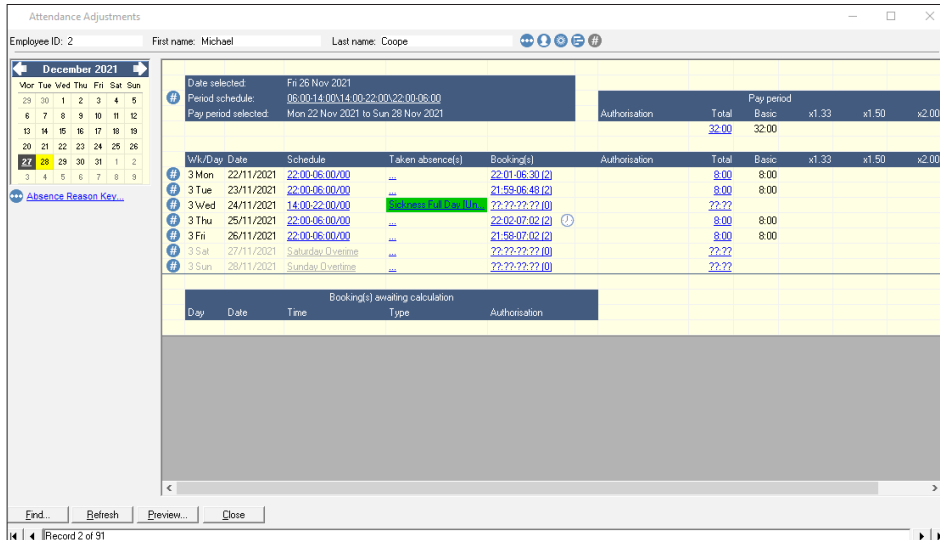 Attendance Adjustments
Employee ID: 2 First name: Michael Last name: Coope
December 2021
Mor Tue Wed Thu Fri Sat Sun
29 30 1 2 3 4 5
6 7 8 9 10 11 12
13 14 15 16 17 18 19
20 21 22 23 24 25 26
27 28 29 30 31 1 2
3 4 5 6 7 8 9
Absence Reason Key...
Date selected: Fri 26 Nov 2021
# Period schedule: 06:00-14:00\14:00-22:00\22:00-06:00 Pay period
Pay period selected: Mon 22 Nov 2021 to Sun 28 Nov 2021 Authorisation Total Basic x1.33 x1.50 x2.00
32:00 32:00
Wk/Day Date Schedule Taken absence(s) Booking(s) Authorisation Total Basic x1.33 x1.50 x2.00
# 3 Mon 22/11/2021 22:00-06:00/00 ... 22:01-06:30 (2) 8:00 8:00
# 3 Tue 23/11/2021 22:00-06:00/00 ... 21:59-06:48 (2) 8:00 8:00
# 3 Wed 24/11/2021 14:00-22:00/00 Sickness Full Day (Un... ??:??-??:?? (0) ??:??
# 3 Thu 25/11/2021 22:00-06:00/00 ... 22:02-07:02 (2) 8:00 8:00
# 3 Fri 26/11/2021 22:00-06:00/00 ... 21:58-07:02 (2) 8:00 8:00
# 3 Sat 27/11/2021 Saturday Overime ... ??:??-??:?? (0) ??:??
# 3 Sun 28/11/2021 Sunday Overtime ... ??:??-??:?? (0) ??:??
Booking(s) awaiting calculation
Day Date Time Type Authorisation
Find... Refresh Preview... Close
Record 2 of 91